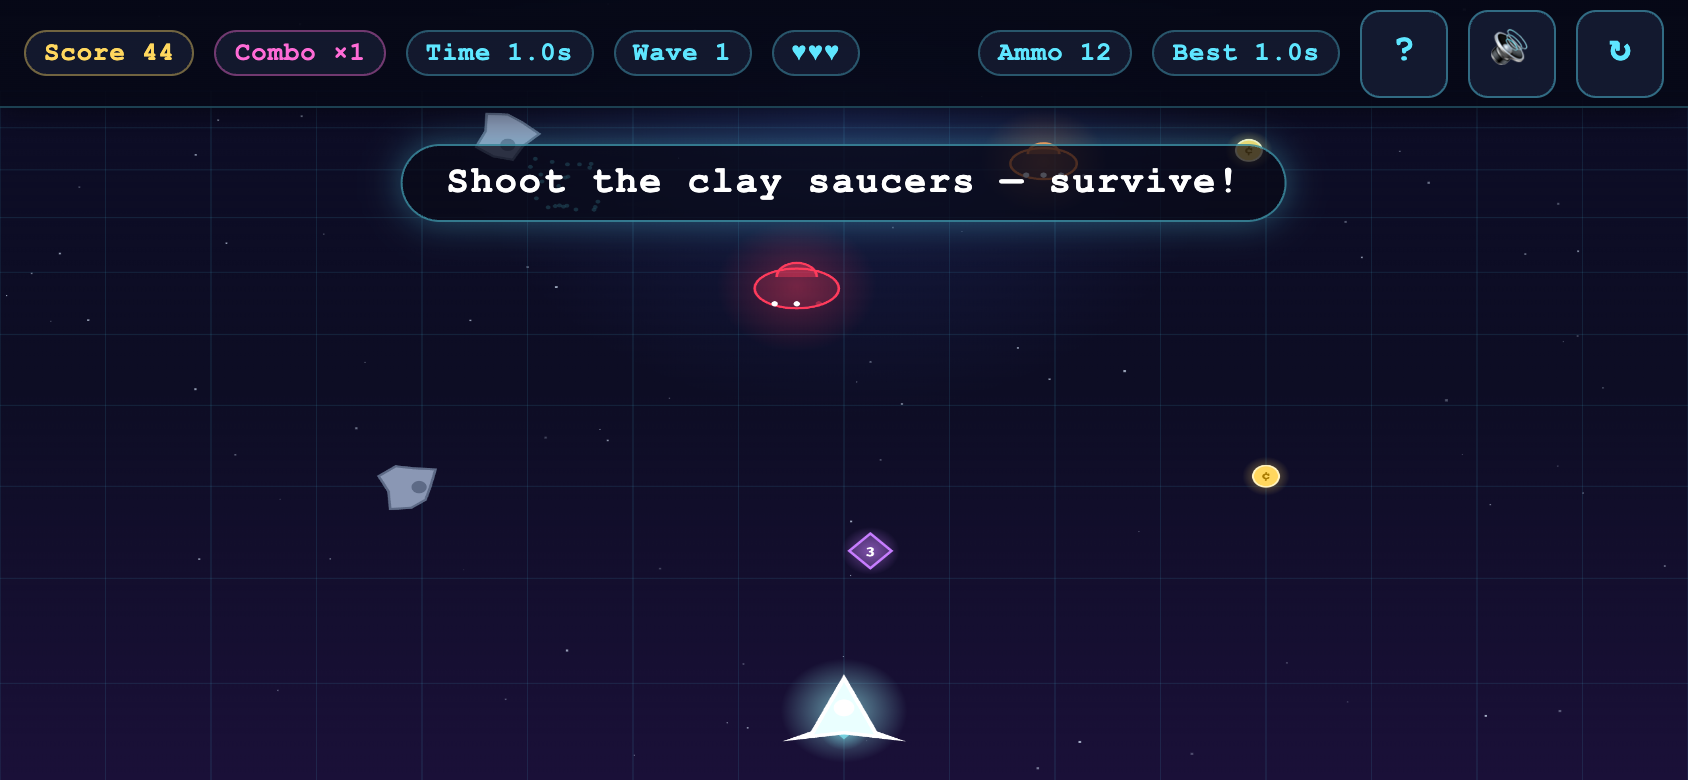 Score 44 Combo ×1 Time 1.0s Wave 1 ♥♥♥ Ammo 12 Best 1.0s ? ↻
Shoot the clay saucers — survive!
¢
¢
3